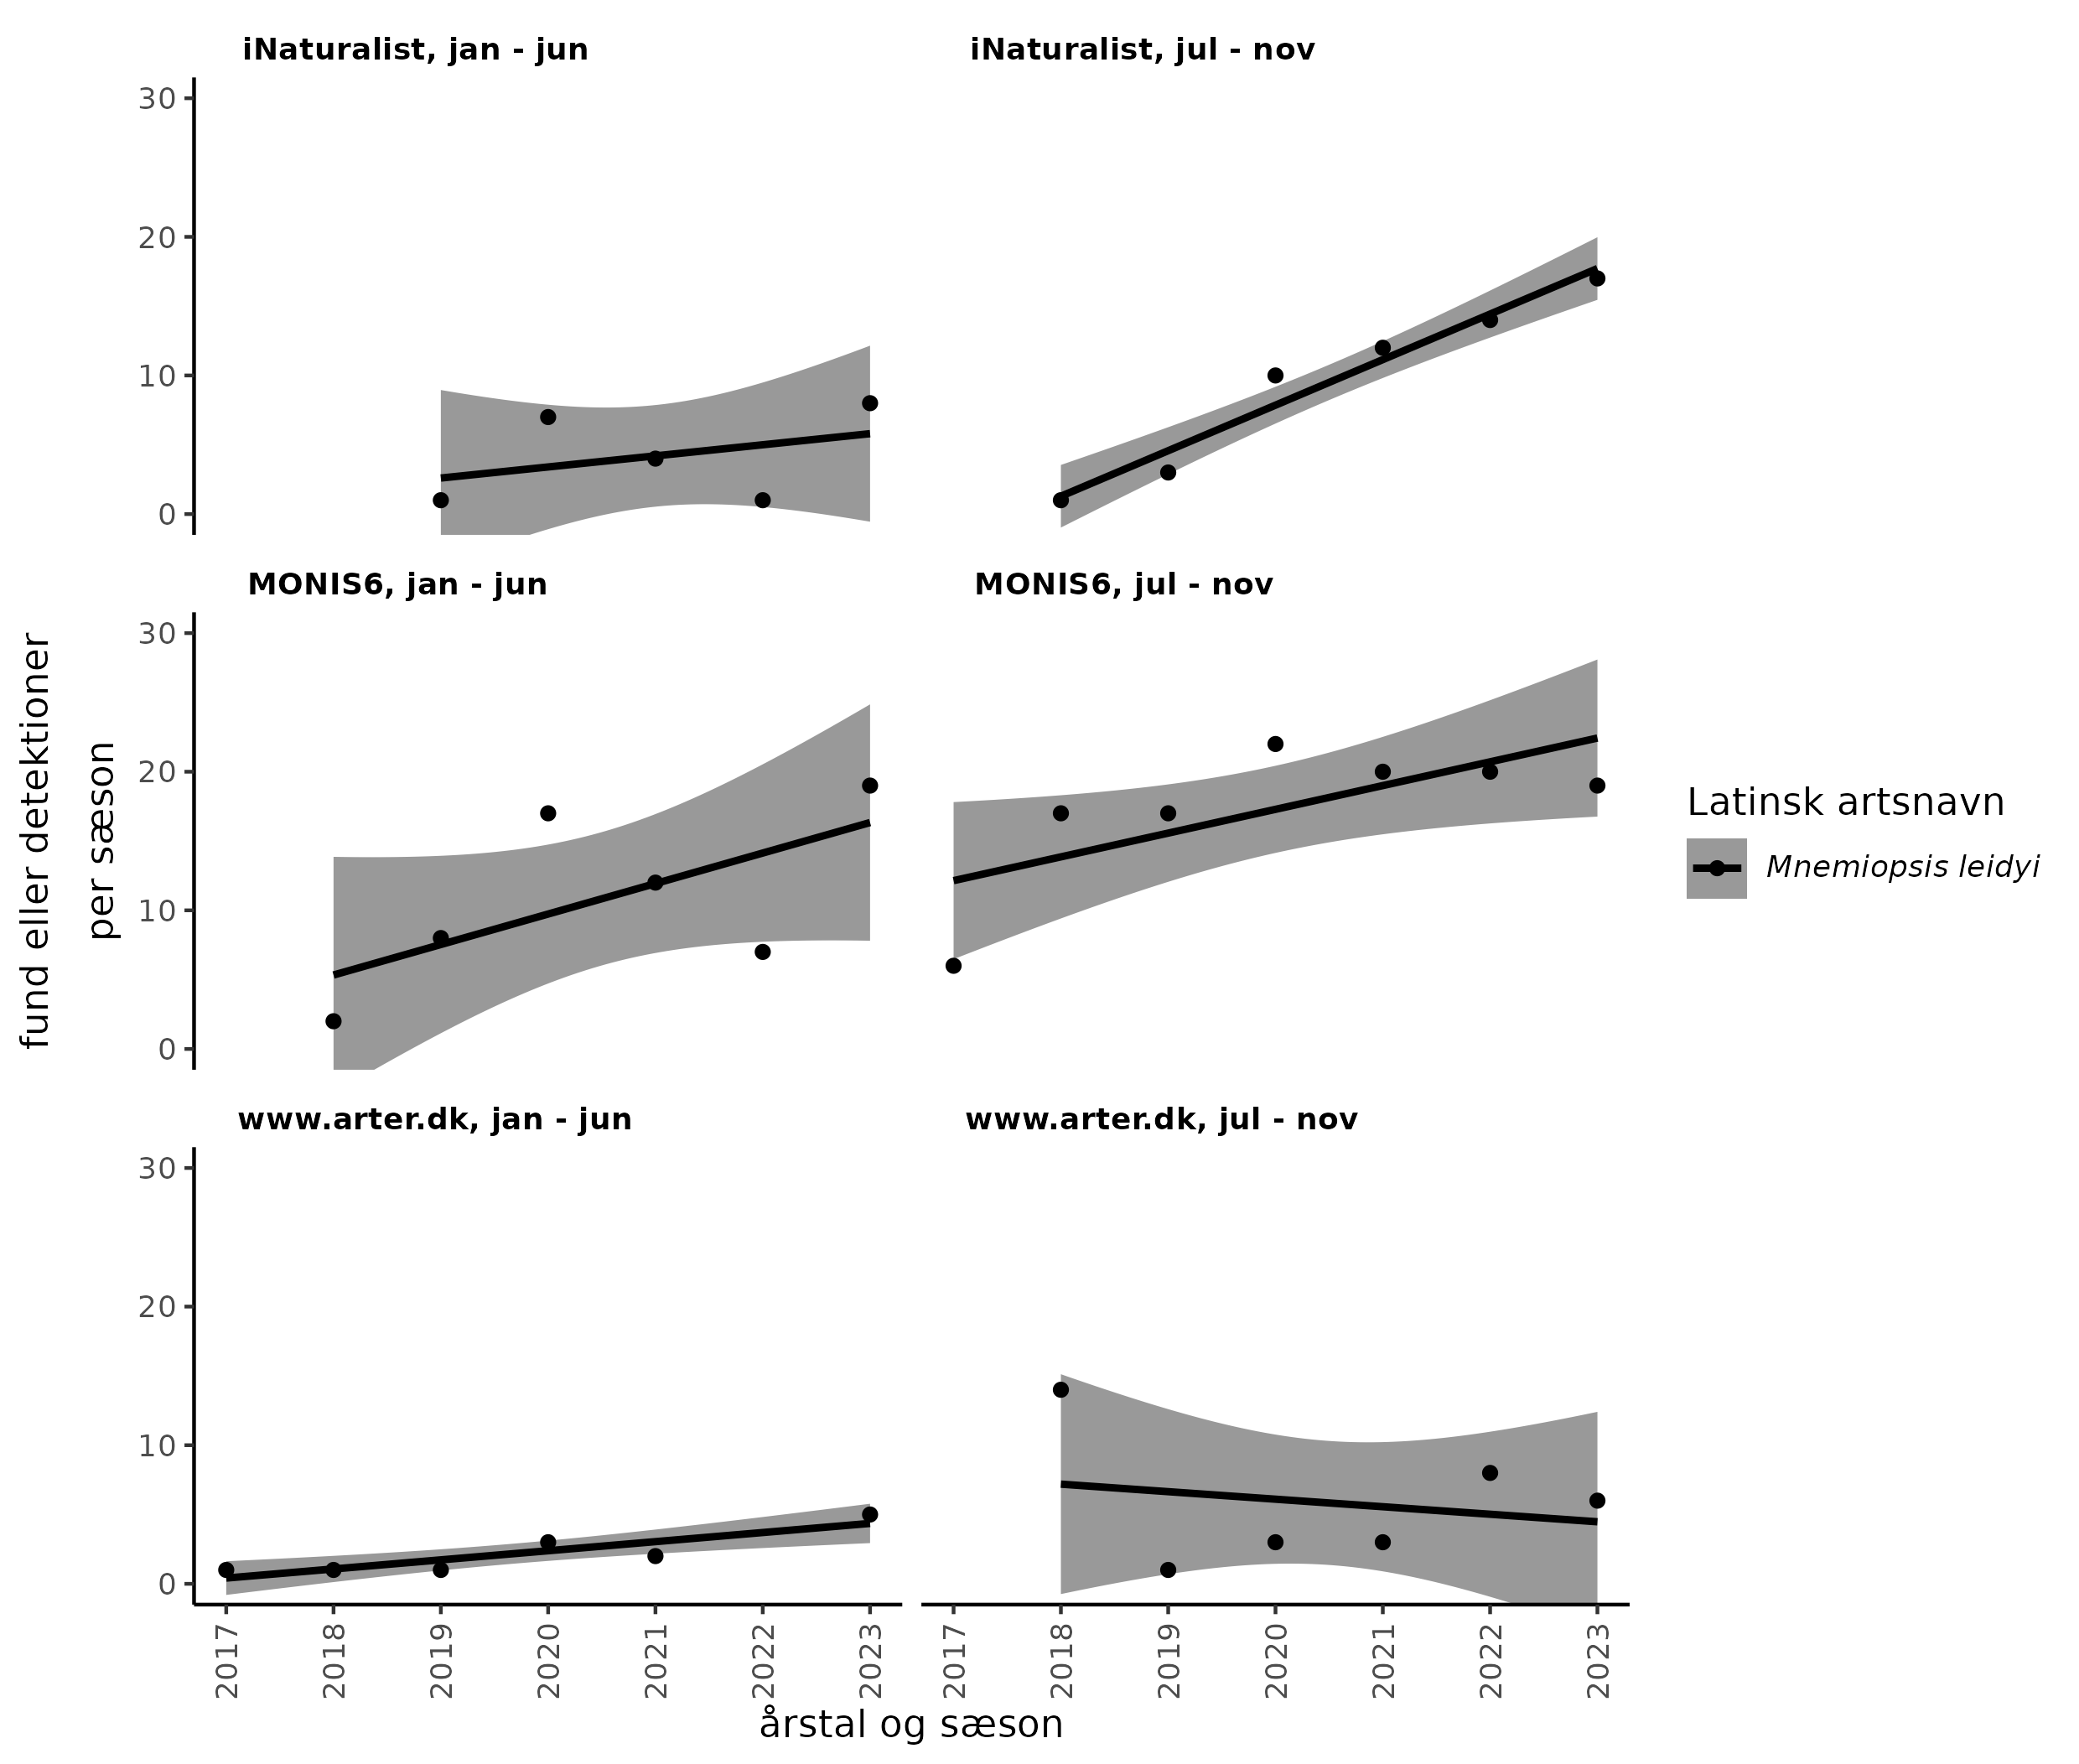 iNaturalist, jan - jun
iNaturalist, jul - nov
30
20
10
0
MONIS6, jan - jun
MONIS6, jul - nov
30
20
10
0
www.arter.dk, jan - jun
www.arter.dk, jul - nov
30
20
10
0
2017
2018
2019
2020
2021
2022
2023
2017
2018
2019
2020
2021
2022
2023
årstal og sæson
fund eller detektioner
per sæson
Latinsk artsnavn
Mnemiopsis leidyi